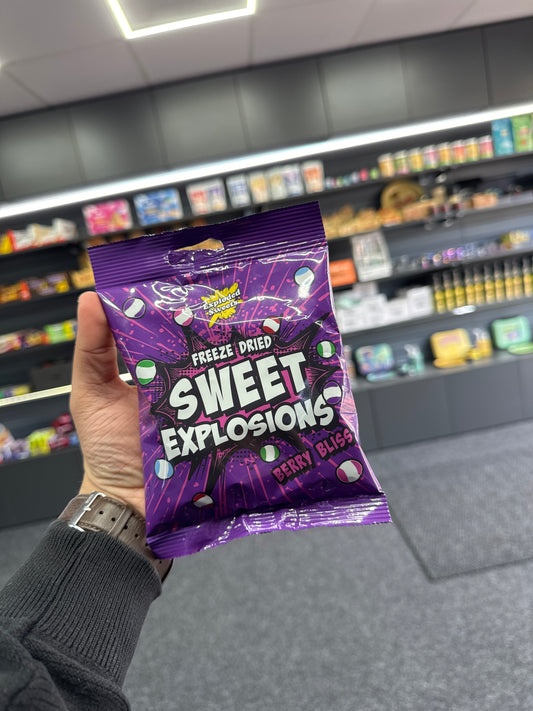 Exploded
Sweets
FREEZE DRIED
SWEET
EXPLOSIONS
BERRY BLISS